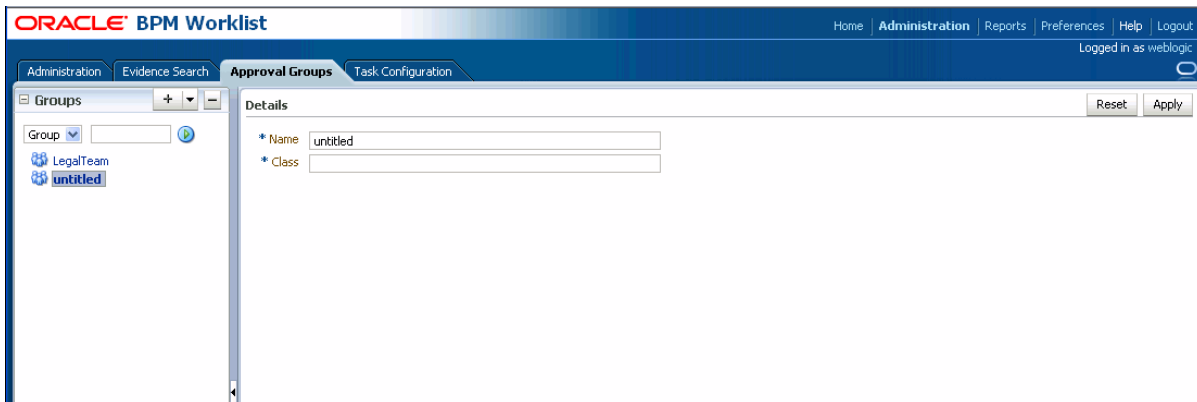 ORACLE BPM Worklist
Home Administration Reports Preferences Help Logout
Logged in as weblogic
Administration Evidence Search Approval Groups Task Configuration
Groups
Group
LegalTeam
untitled
Details Reset Apply
* Name untitled
* Class